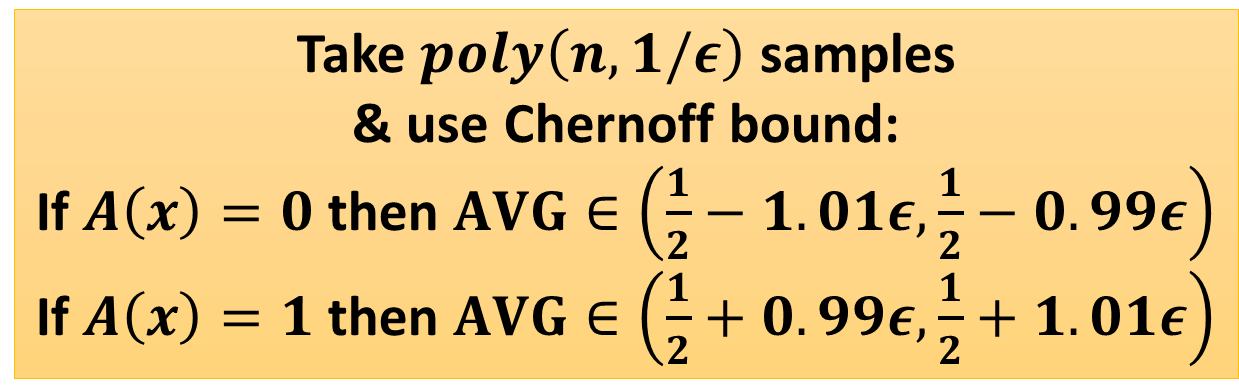 Take poly(n, 1/ϵ) samples
& use Chernoff bound:
If A(x) = 0 then AVG ∈ (1/2 − 1.01ϵ, 1/2 − 0.99ϵ)
If A(x) = 1 then AVG ∈ (1/2 + 0.99ϵ, 1/2 + 1.01ϵ)